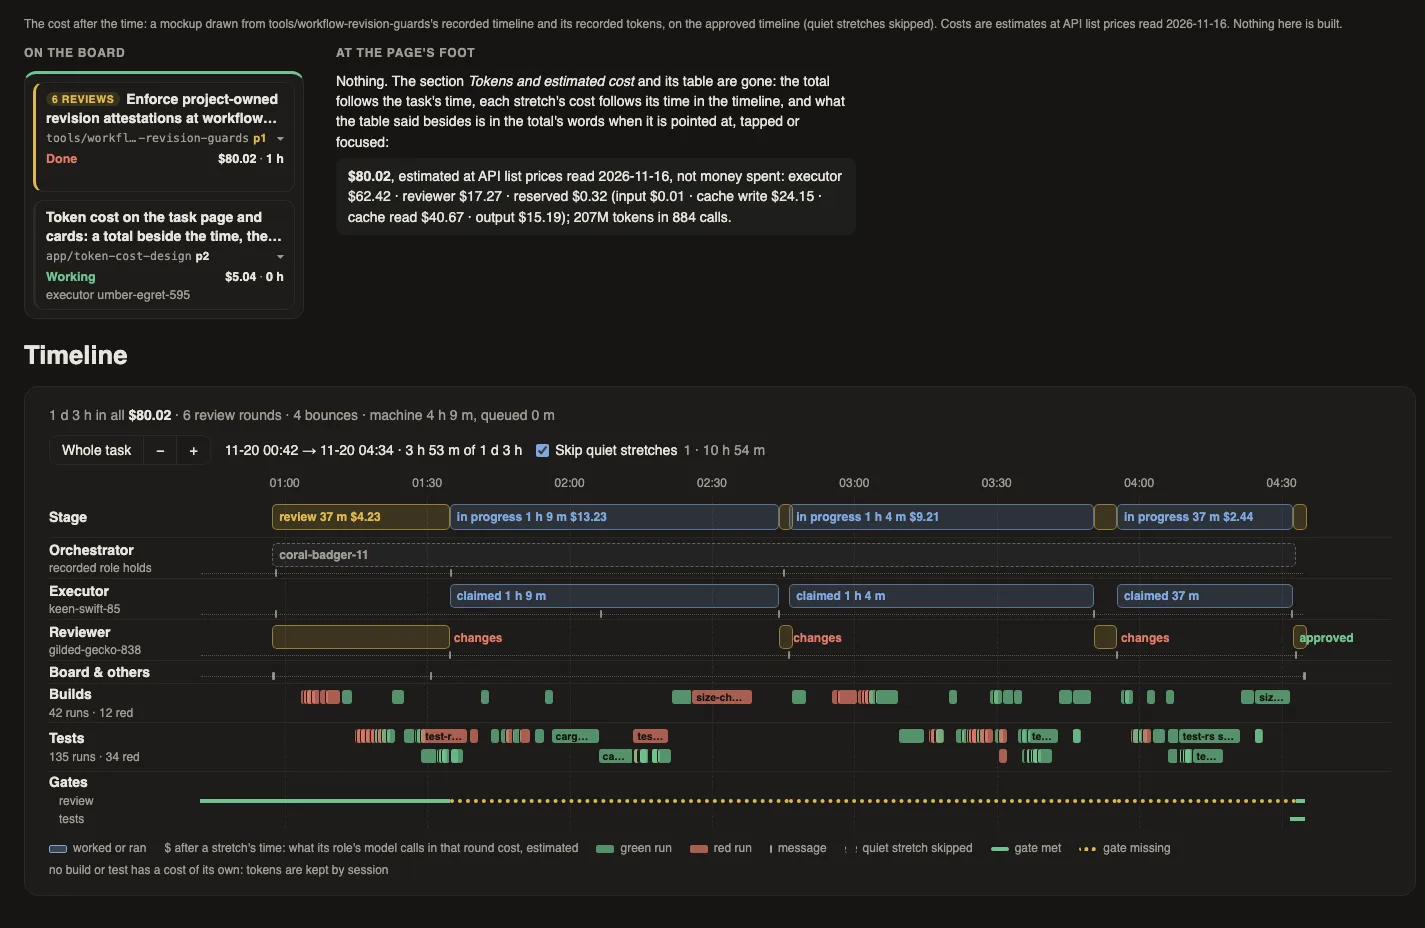 The cost after the time: a mockup drawn from tools/workflow-revision-guards's recorded timeline and its recorded tokens, on the approved timeline (quiet stretches skipped). Costs are estimates at API list prices read 2026-11-16. Nothing here is built.
ON THE BOARD
6 REVIEWS Enforce project-owned
revision attestations at workflow…
tools/workfl…-revision-guards p1
Done $80.02 · 1 h
Token cost on the task page and
cards: a total beside the time, the…
app/token-cost-design p2
Working $5.04 · 0 h
executor umber-egret-595
AT THE PAGE'S FOOT
Nothing. The section Tokens and estimated cost and its table are gone: the total
follows the task's time, each stretch's cost follows its time in the timeline, and what
the table said besides is in the total's words when it is pointed at, tapped or
focused:
$80.02, estimated at API list prices read 2026-11-16, not money spent: executor
$62.42 · reviewer $17.27 · reserved $0.32 (input $0.01 · cache write $24.15 ·
cache read $40.67 · output $15.19); 207M tokens in 884 calls.
Timeline
1 d 3 h in all $80.02 · 6 review rounds · 4 bounces · machine 4 h 9 m, queued 0 m
Whole task − + 11-20 00:42 → 11-20 04:34 · 3 h 53 m of 1 d 3 h Skip quiet stretches 1 · 10 h 54 m
01:00 01:30 02:00 02:30 03:00 03:30 04:00 04:30
Stage review 37 m $4.23 in progress 1 h 9 m $13.23 in progress 1 h 4 m $9.21 in progress 37 m $2.44
Orchestrator coral-badger-11
recorded role holds
Executor claimed 1 h 9 m claimed 1 h 4 m claimed 37 m
keen-swift-85
Reviewer changes changes changes approved
gilded-gecko-838
Board & others
Builds size-ch… siz…
42 runs · 12 red
Tests test-r… carg… tes… te… test-rs s…
135 runs · 34 red ca… te…
Gates
review
tests
worked or ran $ after a stretch's time: what its role's model calls in that round cost, estimated green run red run message quiet stretch skipped gate met gate missing
no build or test has a cost of its own: tokens are kept by session